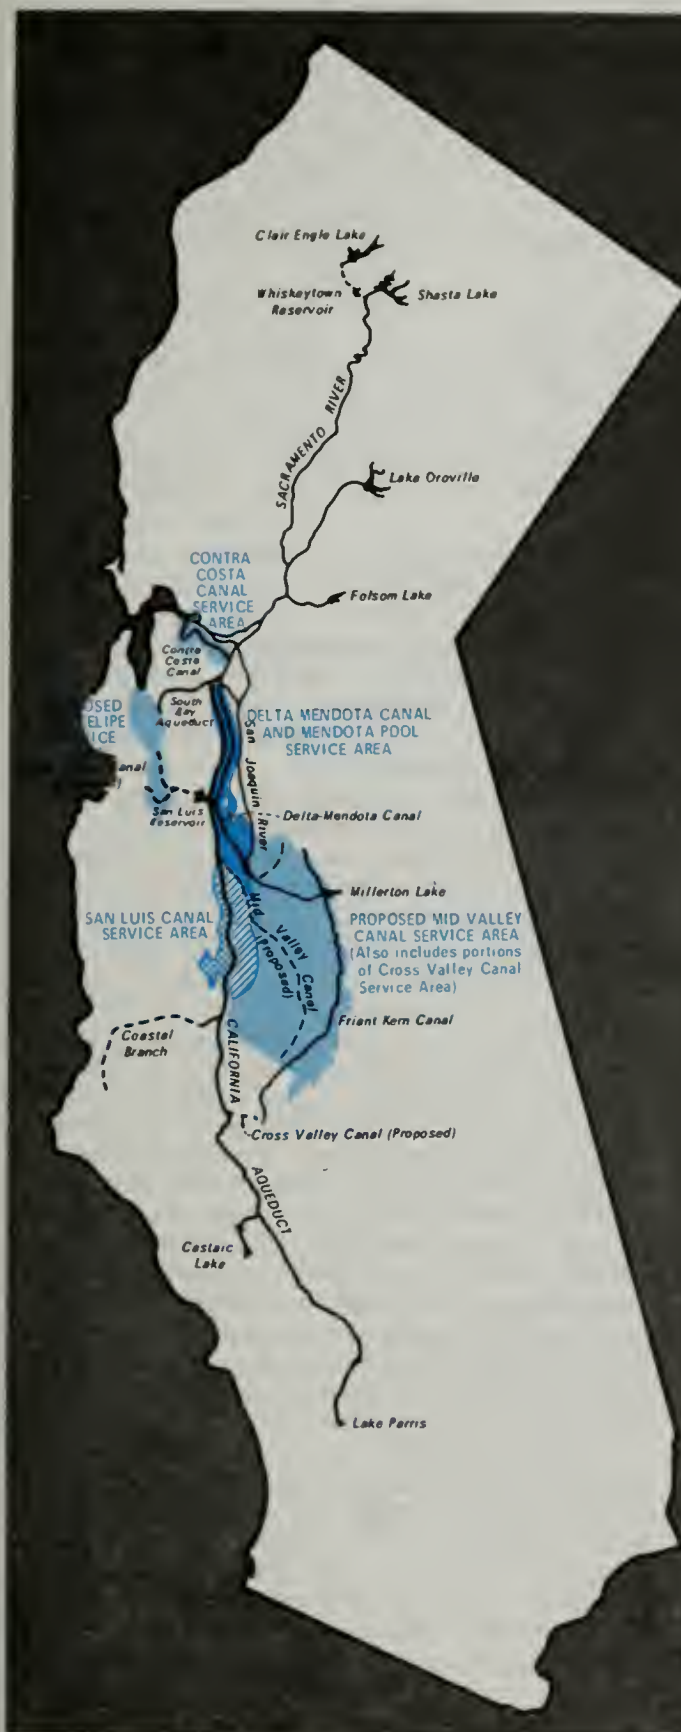 Clair Engle Lake
Whiskeytown
Reservoir
Shasta Lake
SACRAMENTO RIVER
Lake Oroville
CONTRA
COSTA
CANAL
SERVICE
AREA
Folsom Lake
Contra
Costa
Canal
South
Bay
Aqueduct
OSED
ELIPE
ICE
anal
DELTA MENDOTA CANAL
AND MENDOTA POOL
SERVICE AREA
San Joaquin River
San Luis
Reservoir
Delta-Mendota Canal
Millerton Lake
SAN LUIS CANAL
SERVICE AREA
Mid Valley Canal
(Proposed)
PROPOSED MID VALLEY
CANAL SERVICE AREA
(Also includes portions
of Cross Valley Canal
Service Area)
Friant Kern Canal
Coastal
Branch
CALIFORNIA
Cross Valley Canal (Proposed)
AQUEDUCT
Castaic
Lake
Lake Perris